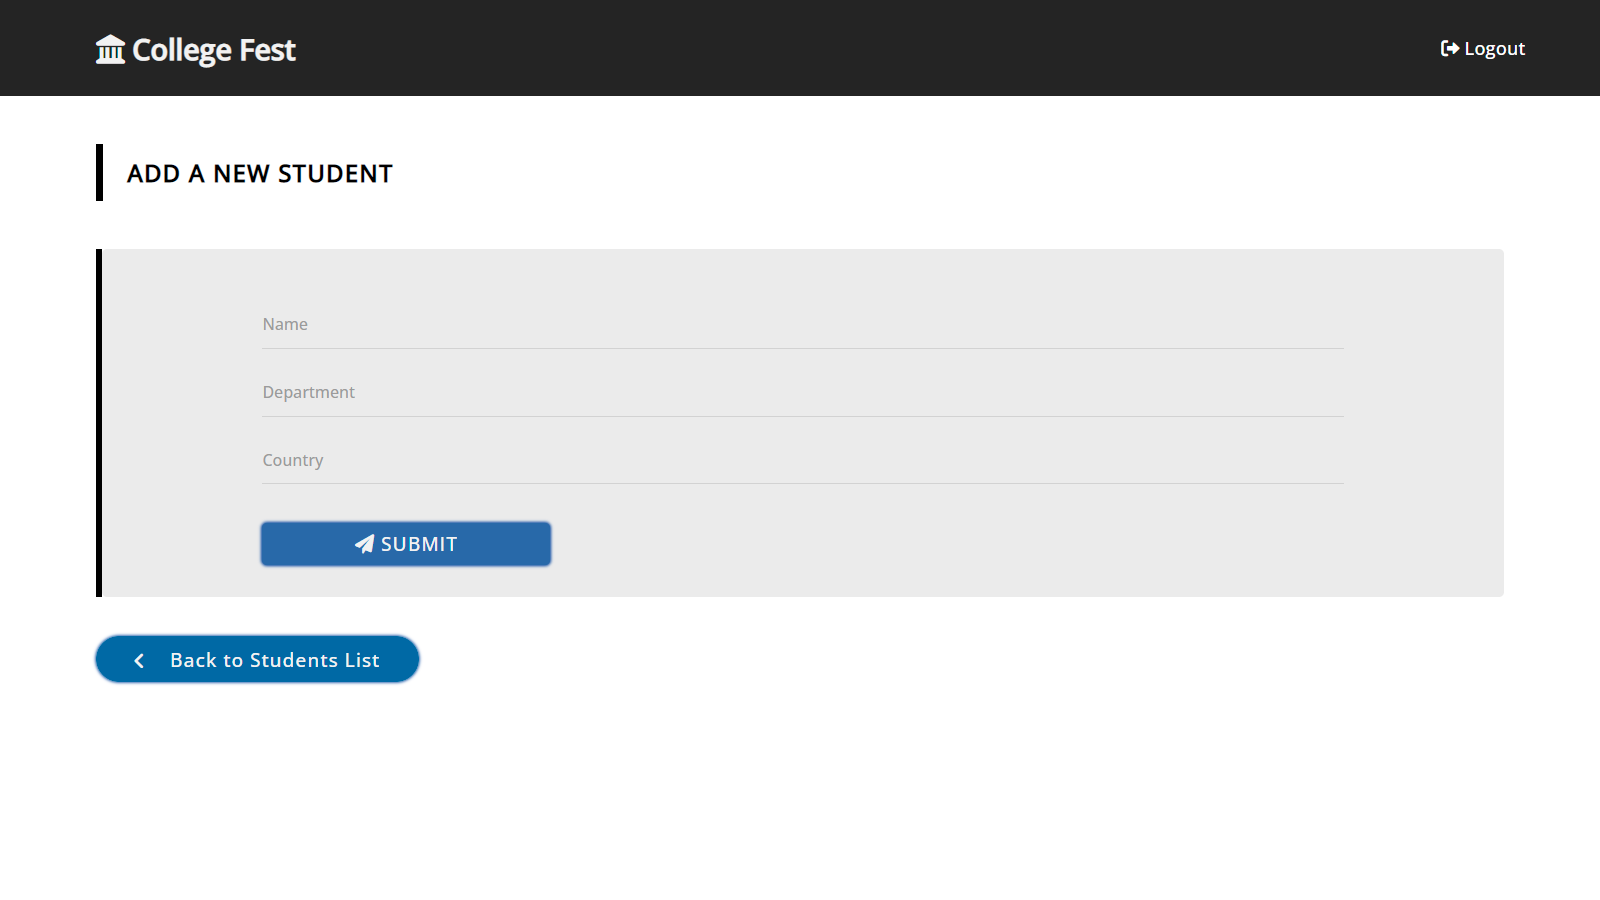 College Fest
Logout
ADD A NEW STUDENT
Name
Department
Country
SUBMIT
Back to Students List